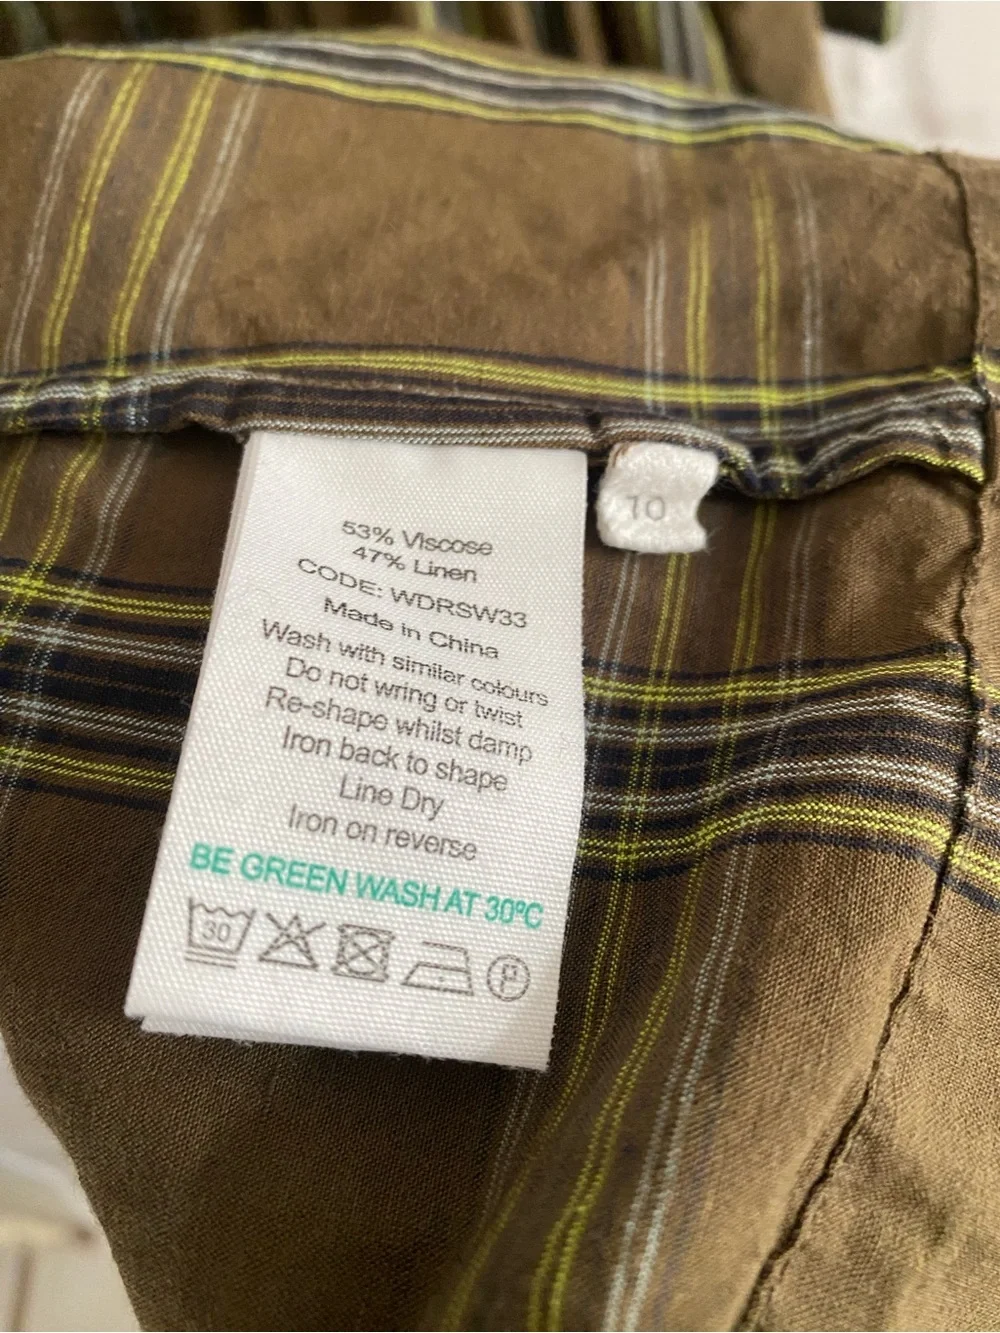 53% Viscose
47% Linen
CODE: WDRSW33
Made in China
Wash with similar colours
Do not wring or twist
Re-shape whilst damp
Iron back to shape
Line Dry
Iron on reverse
BE GREEN WASH AT 30ºC
30
P
10